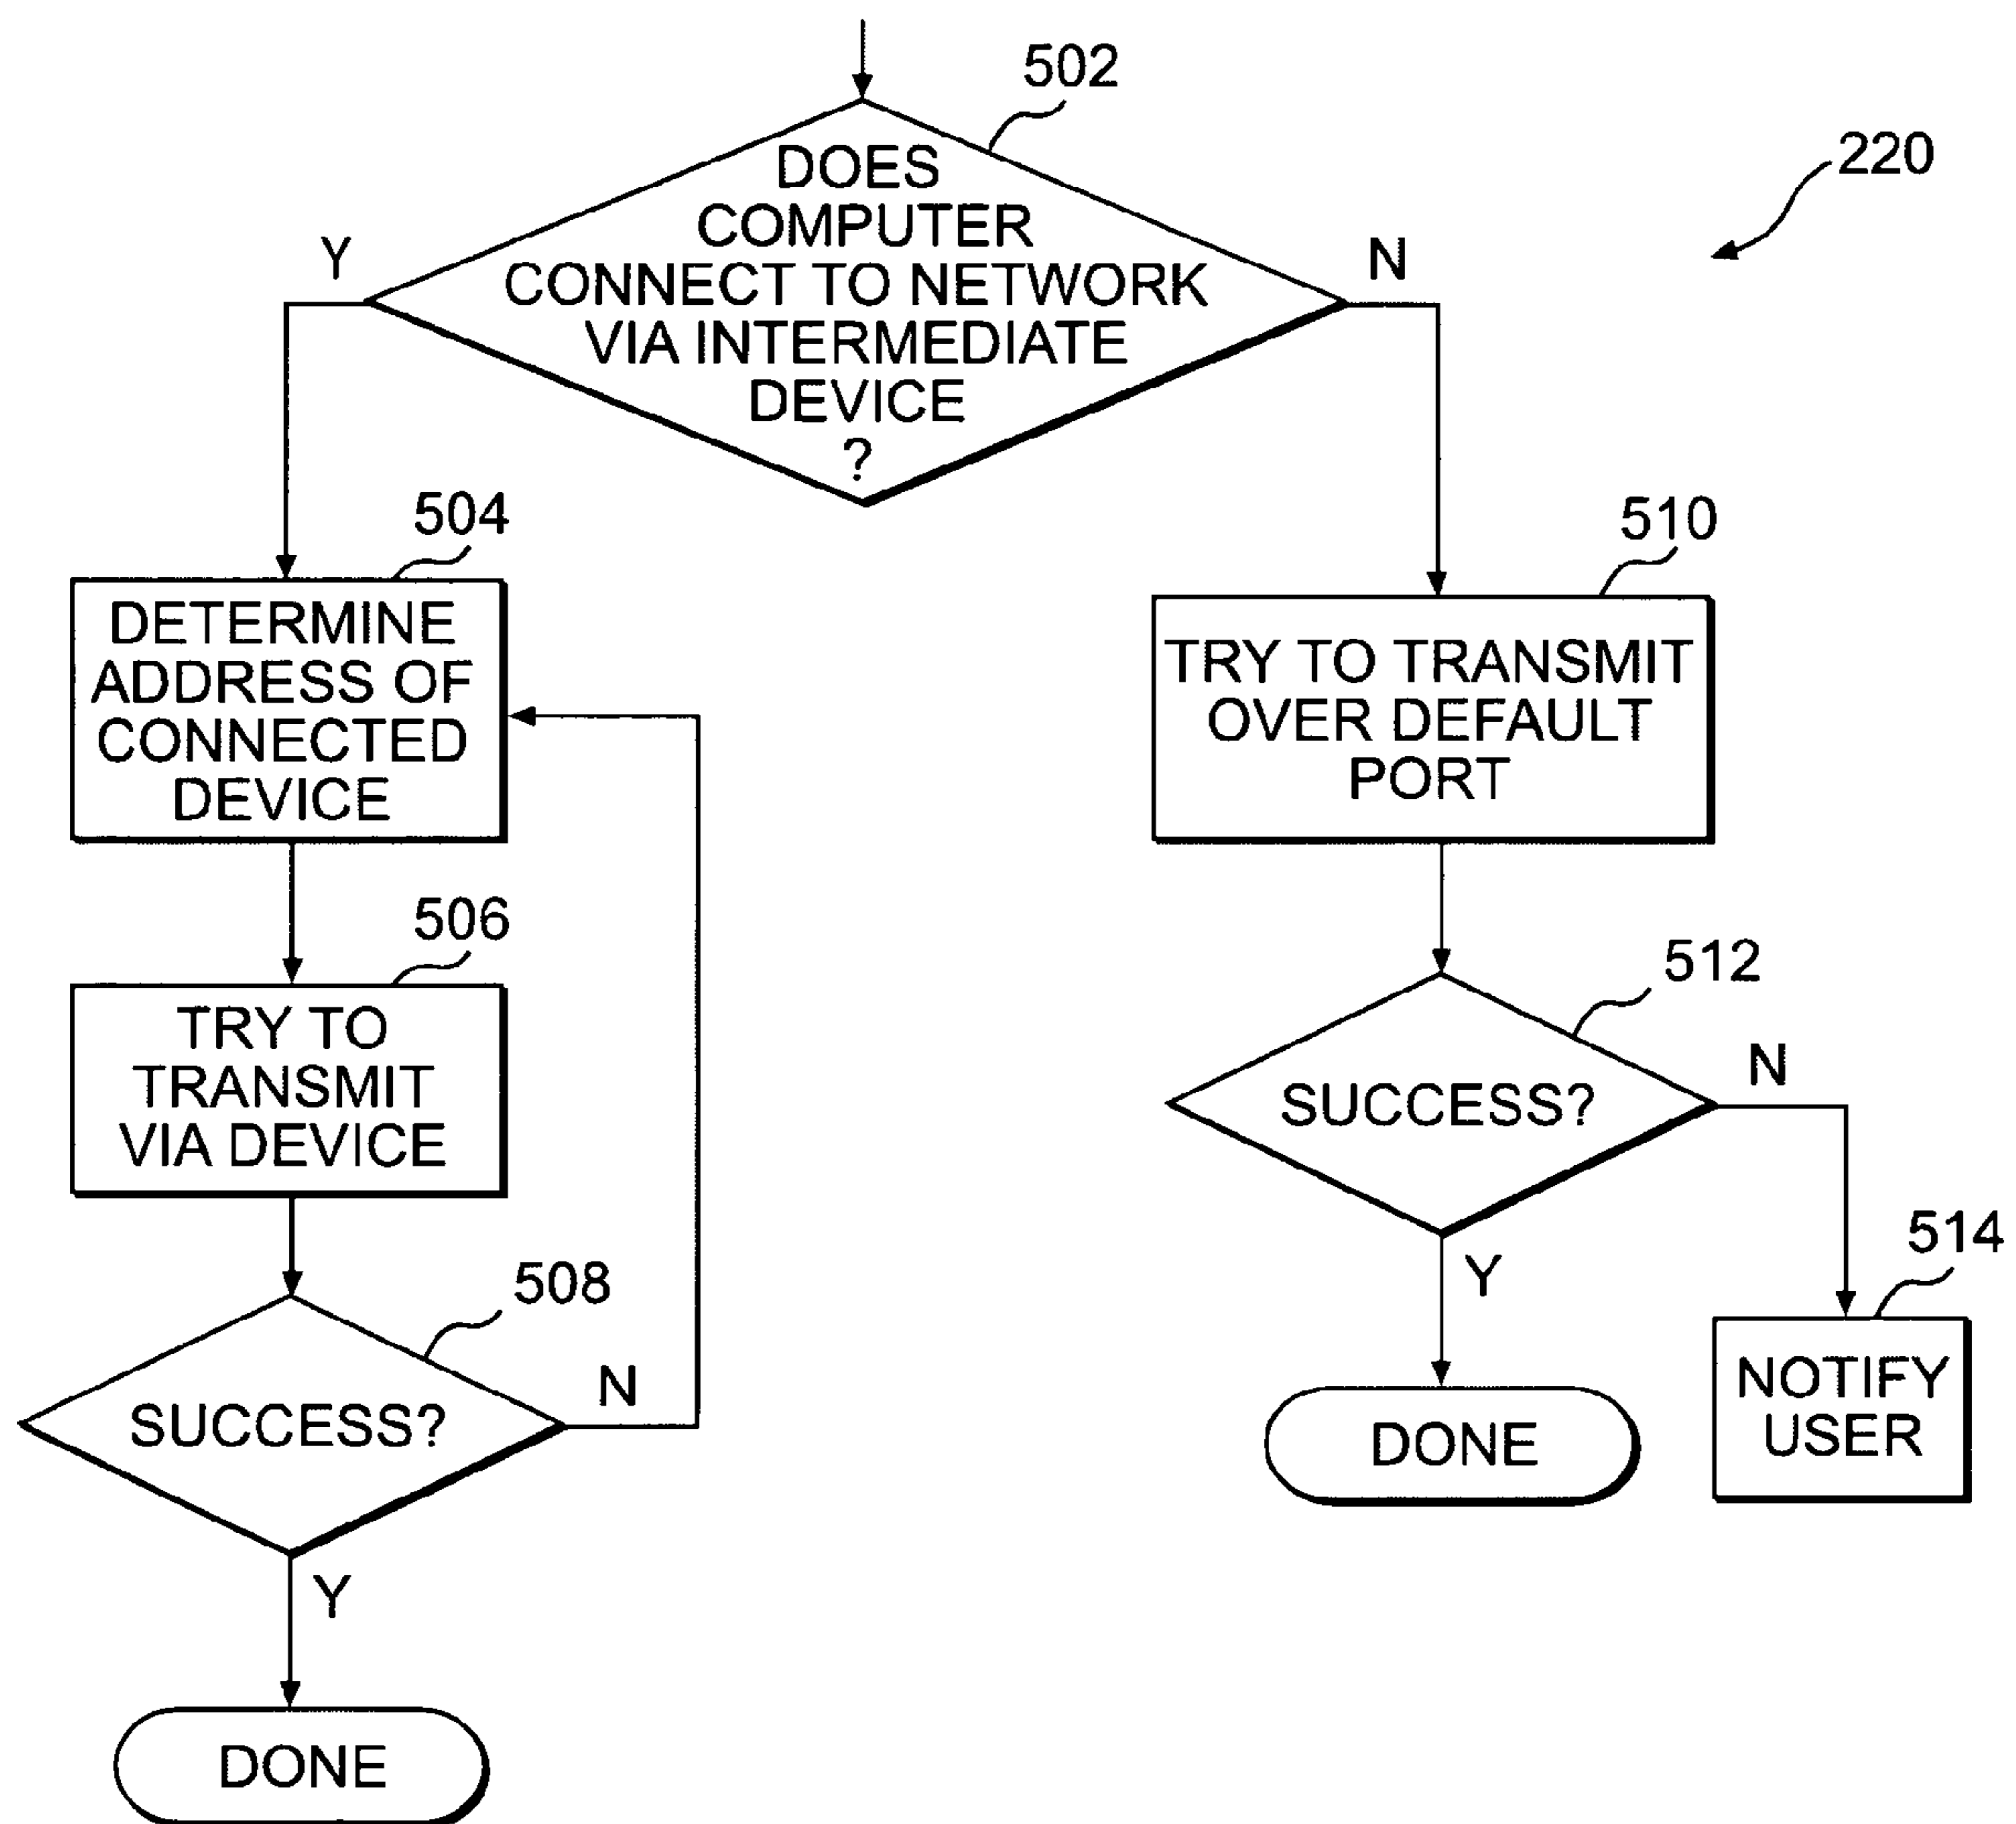 502
220
DOES
COMPUTER
CONNECT TO NETWORK
VIA INTERMEDIATE
DEVICE
?
Y
N
504
DETERMINE
ADDRESS OF
CONNECTED
DEVICE
510
TRY TO TRANSMIT
OVER DEFAULT
PORT
506
TRY TO
TRANSMIT
VIA DEVICE
512
SUCCESS?
N
Y
508
SUCCESS?
N
Y
514
NOTIFY
USER
DONE
DONE